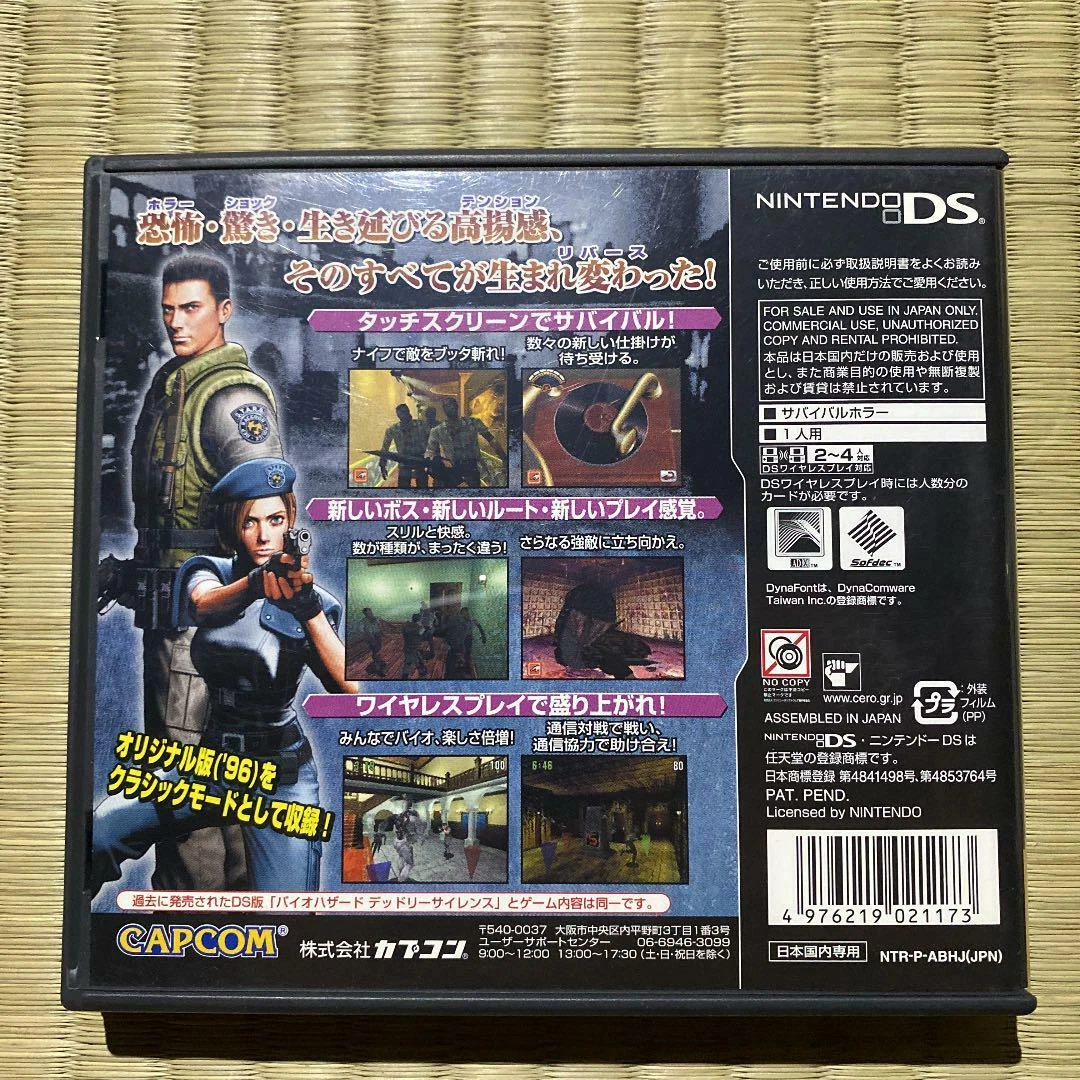 ホラー ショック テンション
恐怖・驚き・生き延びる高揚感、
リバース
そのすべてが生まれ変わった!
タッチスクリーンでサバイバル!
ナイフで敵をブッタ斬れ!
数々の新しい仕掛けが
待ち受ける。
新しいボス・新しいルート・新しいプレイ感覚。
スリルと快感。
数が種類が、まったく違う!
さらなる強敵に立ち向かえ。
ワイヤレスプレイで盛り上がれ!
みんなでバイオ、楽しさ倍増!
通信対戦で戦い、
通信協力で助け合え!
100
6:46
80
オリジナル版('96)を
クラシックモードとして収録!
過去に発売されたDS版「バイオハザード デッドリーサイレンス」とゲーム内容は同一です。
CAPCOM®
株式会社カプコン®
〒540-0037 大阪市中央区内平野町3丁目1番3号
ユーザーサポートセンター 06-6946-3099
9:00~12:00 13:00~17:30(土・日・祝日を除く)
NINTENDO DS®
ご使用前に必ず取扱説明書をよくお読み
いただき、正しい使用方法でご愛用ください。
FOR SALE AND USE IN JAPAN ONLY.
COMMERCIAL USE, UNAUTHORIZED
COPY AND RENTAL PROHIBITED.
本品は日本国内だけの販売および使用
とし、また商業目的の使用や無断複製
および賃貸は禁止されています。
■ サバイバルホラー
■ 1人用
2~4人対応
DSワイヤレスプレイ対応
DSワイヤレスプレイ時には人数分の
カードが必要です。
ADX™
Sofdec™
DynaFontは、DynaComware
Taiwan Inc.の登録商標です。
NO COPY
www.cero.gr.jp
プラ
:外装
フィルム
(PP)
ASSEMBLED IN JAPAN
NINTENDO DS・ニンテンドーDSは
任天堂の登録商標です。
日本商標登録 第4841498号、第4853764号
PAT. PEND.
Licensed by NINTENDO
4 976219 021173
日本国内専用
NTR-P-ABHJ(JPN)